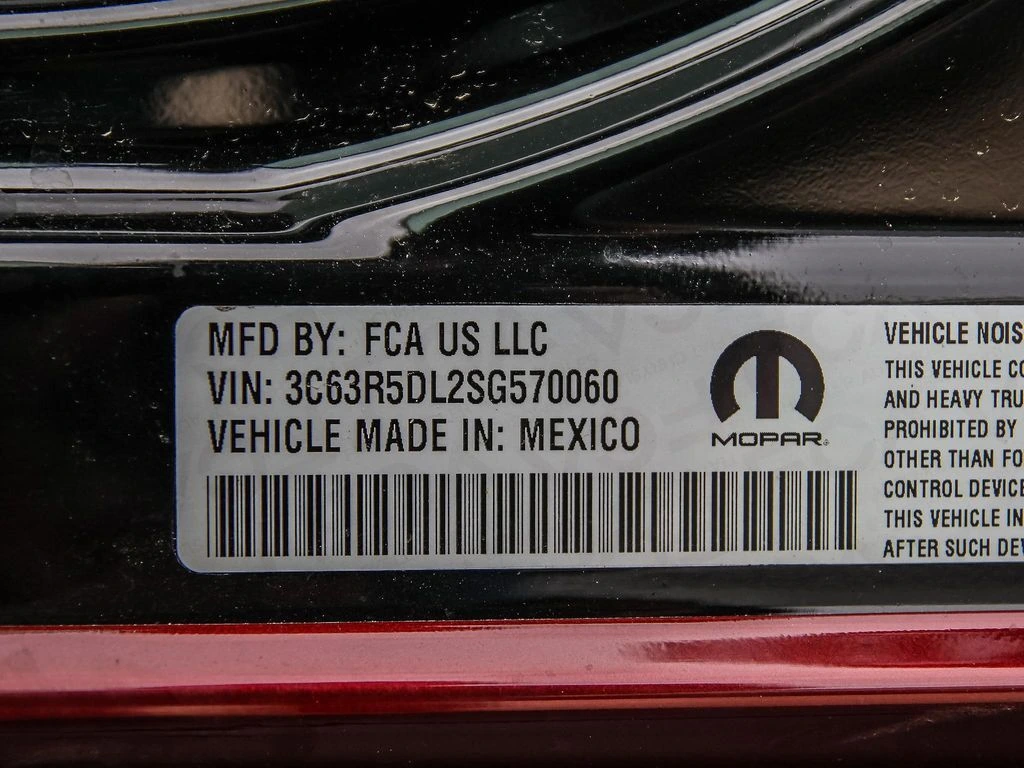 MFD BY: FCA US LLC
VIN: 3C63R5DL2SG570060
VEHICLE MADE IN: MEXICO
MOPAR
VEHICLE NOIS
THIS VEHICLE CO
AND HEAVY TRU
PROHIBITED BY
OTHER THAN FO
CONTROL DEVICE
THIS VEHICLE IN
AFTER SUCH DEV